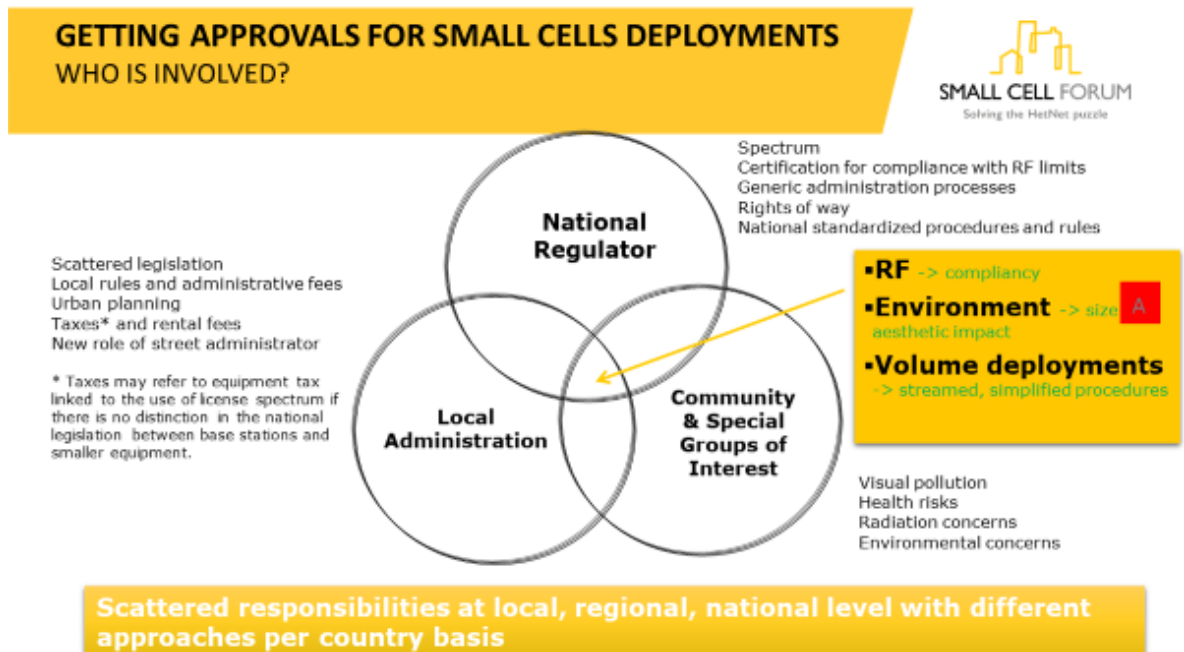 GETTING APPROVALS FOR SMALL CELLS DEPLOYMENTS
WHO IS INVOLVED?
SMALL CELL FORUM
Solving the HetNet puzzle
Spectrum
Certification for compliance with RF limits
Generic administration processes
Rights of way
National standardized procedures and rules
National
Regulator
Scattered legislation
Local rules and administrative fees
Urban planning
Taxes* and rental fees
New role of street administrator
* Taxes may refer to equipment tax
linked to the use of license spectrum if
there is no distinction in the national
legislation between base stations and
smaller equipment.
▪RF -> compliancy
▪Environment -> size A
aesthetic impact
▪Volume deployments
-> streamed, simplified procedures
Local
Administration
Community
& Special
Groups of
Interest
Visual pollution
Health risks
Radiation concerns
Environmental concerns
Scattered responsibilities at local, regional, national level with different
approaches per country basis